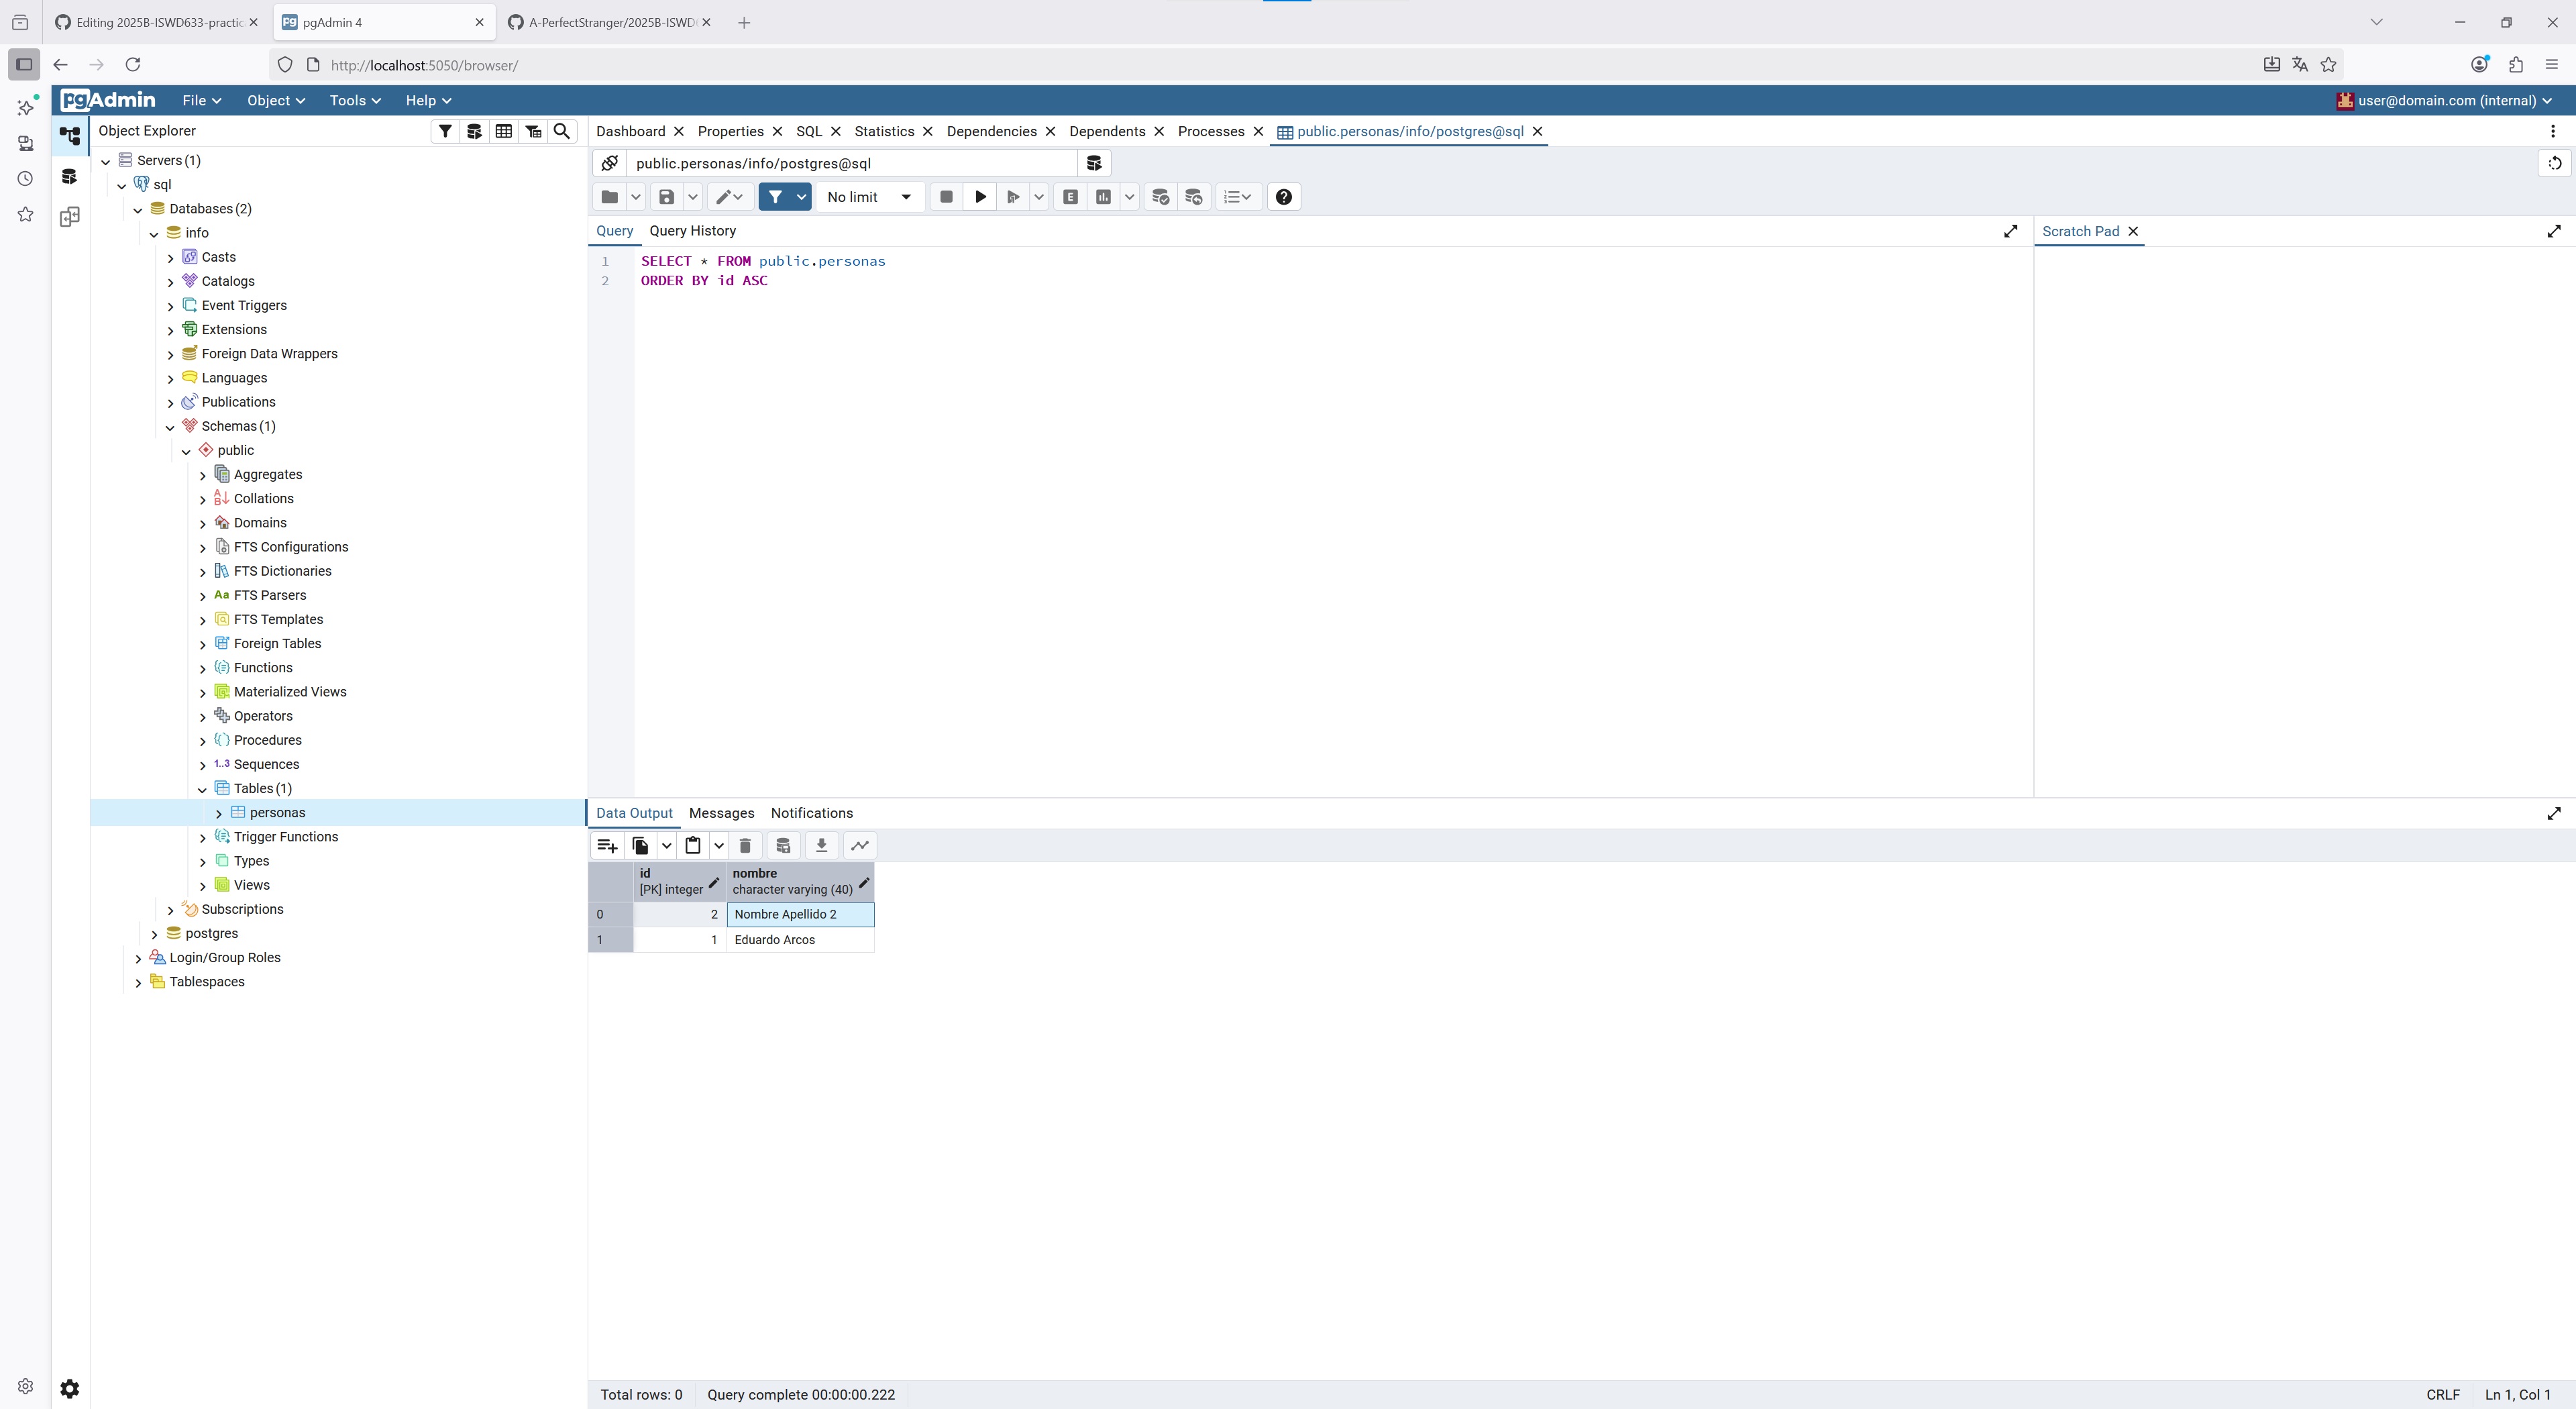 Editing 2025B-ISWD633-practic
pgAdmin 4
A-PerfectStranger/2025B-ISWD
http://localhost:5050/browser/
pgAdmin
File
Object
Tools
Help
user@domain.com (internal)
Object Explorer
Dashboard
Properties
SQL
Statistics
Dependencies
Dependents
Processes
public.personas/info/postgres@sql
Servers (1)
sql
Databases (2)
info
Casts
Catalogs
Event Triggers
Extensions
Foreign Data Wrappers
Languages
Publications
Schemas (1)
public
Aggregates
Collations
Domains
FTS Configurations
FTS Dictionaries
Aa FTS Parsers
FTS Templates
Foreign Tables
Functions
Materialized Views
Operators
Procedures
1..3 Sequences
Tables (1)
personas
Trigger Functions
Types
Views
Subscriptions
postgres
Login/Group Roles
Tablespaces
public.personas/info/postgres@sql
No limit
E
Query
Query History
Scratch Pad
1 SELECT * FROM public.personas
2 ORDER BY id ASC
Data Output
Messages
Notifications
id
[PK] integer
nombre
character varying (40)
0 2 Nombre Apellido 2
1 1 Eduardo Arcos
Total rows: 0
Query complete 00:00:00.222
CRLF
Ln 1, Col 1